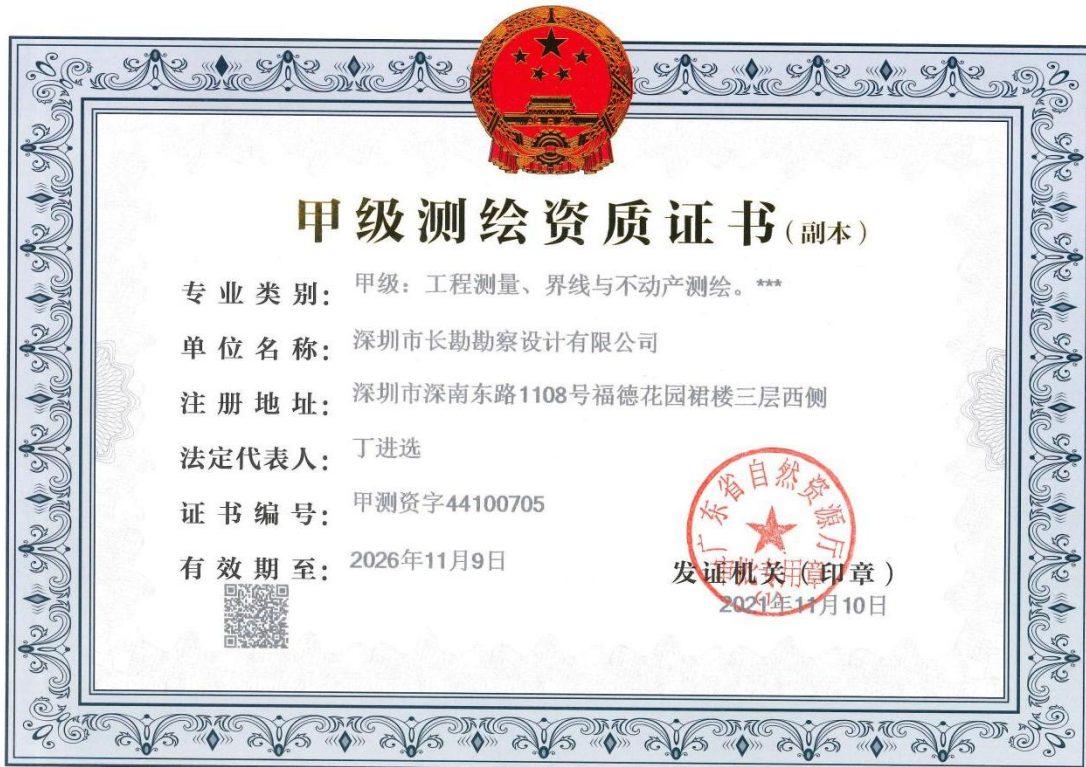 甲级测绘资质证书(副本)
专业类别：甲级：工程测量、界线与不动产测绘。***
单位名称：深圳市长勘勘察设计有限公司
注册地址：深圳市深南东路1108号福德花园裙楼三层西侧
法定代表人：丁进选
证书编号：甲测资字44100705
有效期至：2026年11月9日
广东省自然资源厅
审批专用章
(1)
发证机关（印章）
2021年11月10日